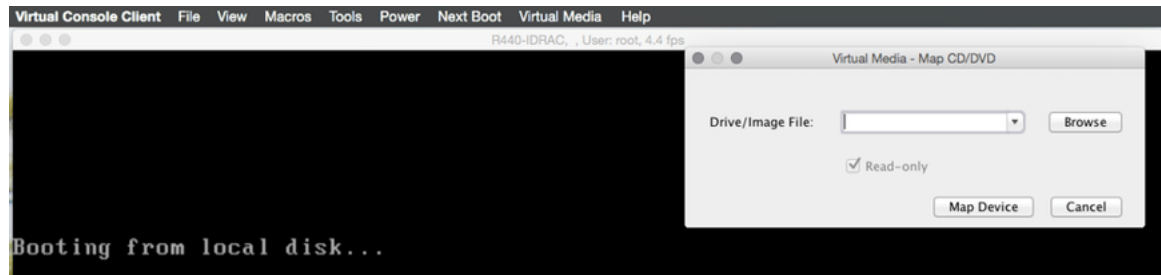 Virtual Console Client File View Macros Tools Power Next Boot Virtual Media Help
R440-IDRAC, , User: root, 4.4 fps
Virtual Media - Map CD/DVD
Drive/Image File: Browse
Read-only
Map Device Cancel
Booting from local disk...